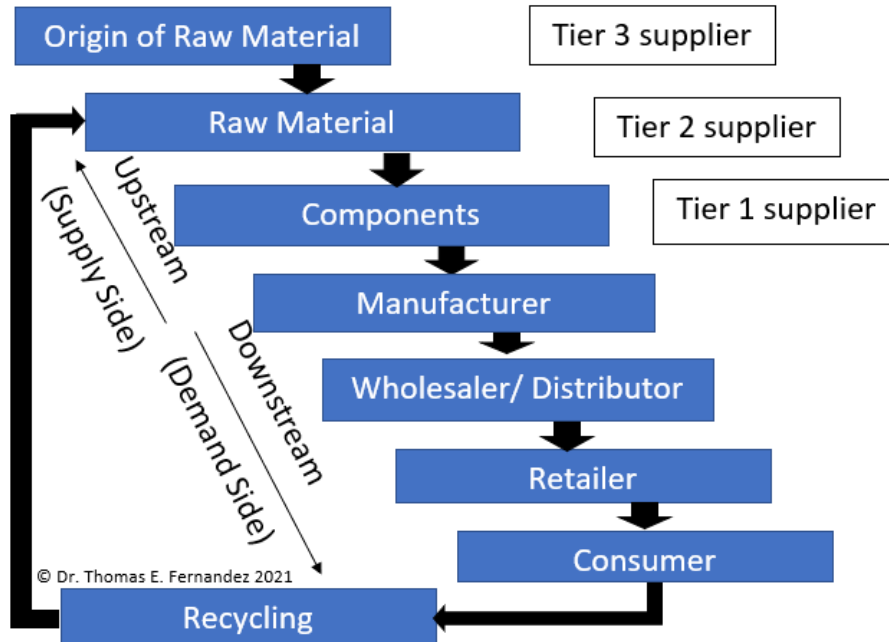 Origin of Raw Material
Tier 3 supplier
Raw Material
Tier 2 supplier
Components
Tier 1 supplier
Upstream
(Supply Side)
Manufacturer
Downstream
(Demand Side)
Wholesaler/ Distributor
Retailer
Consumer
© Dr. Thomas E. Fernandez 2021
Recycling